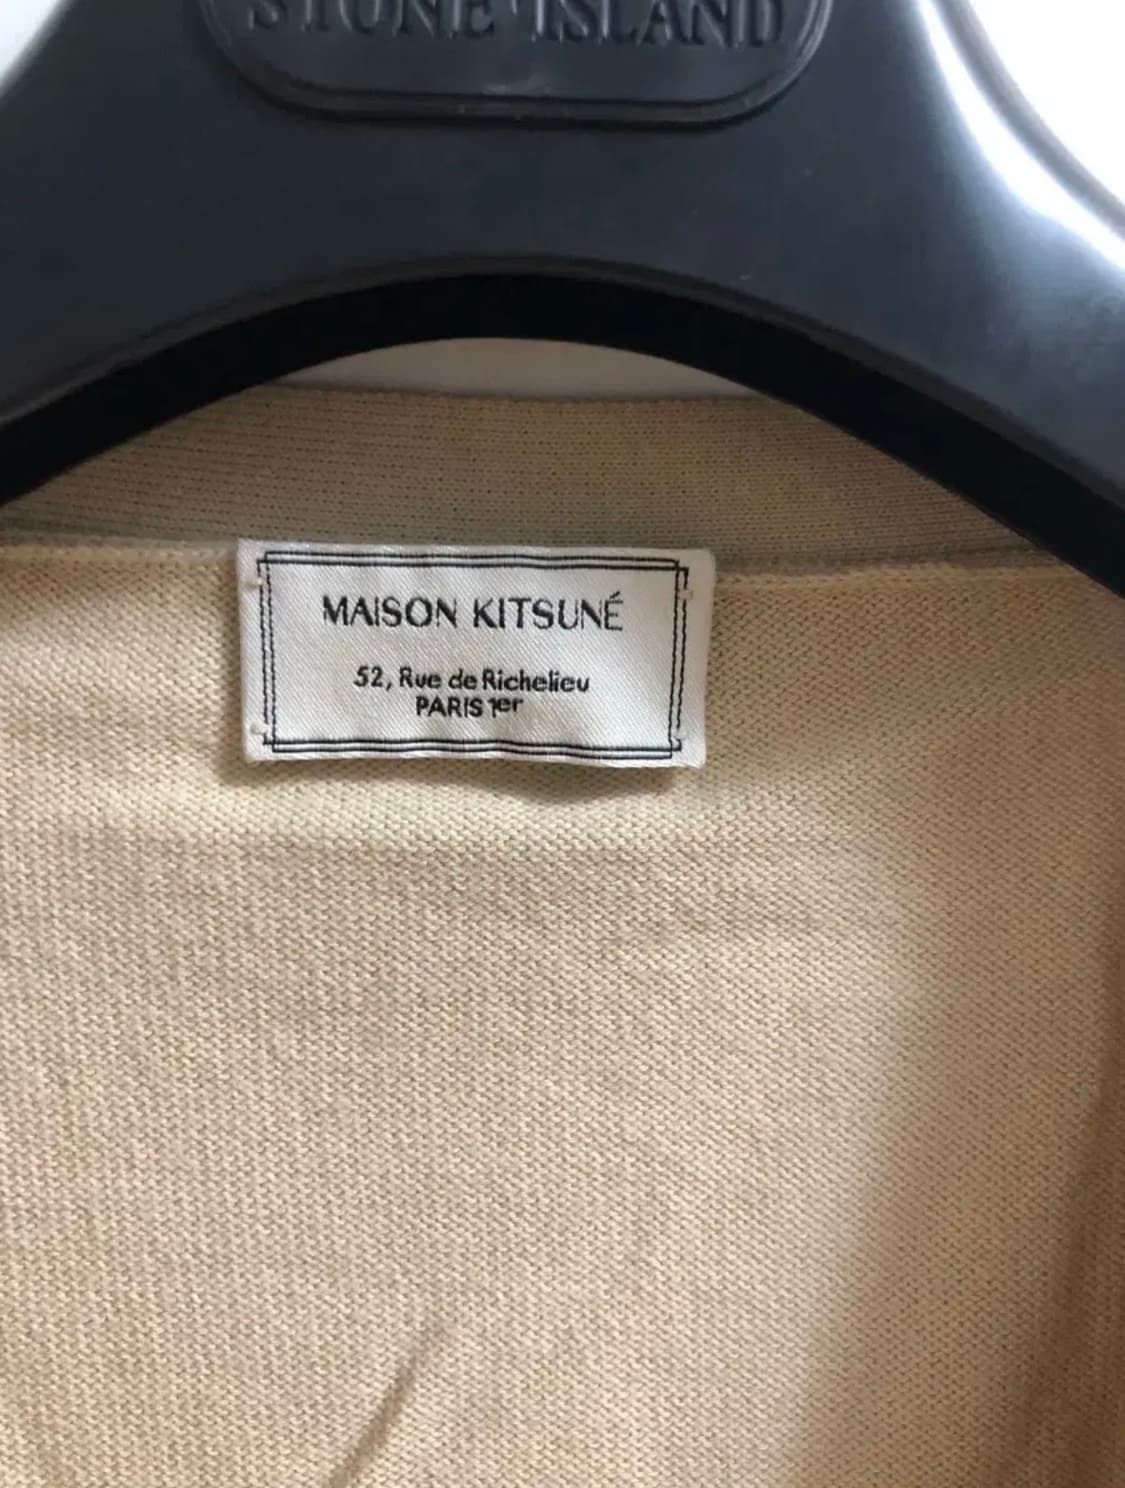 STONE ISLAND
MAISON KITSUNÉ
52, Rue de Richelieu
PARIS 1er